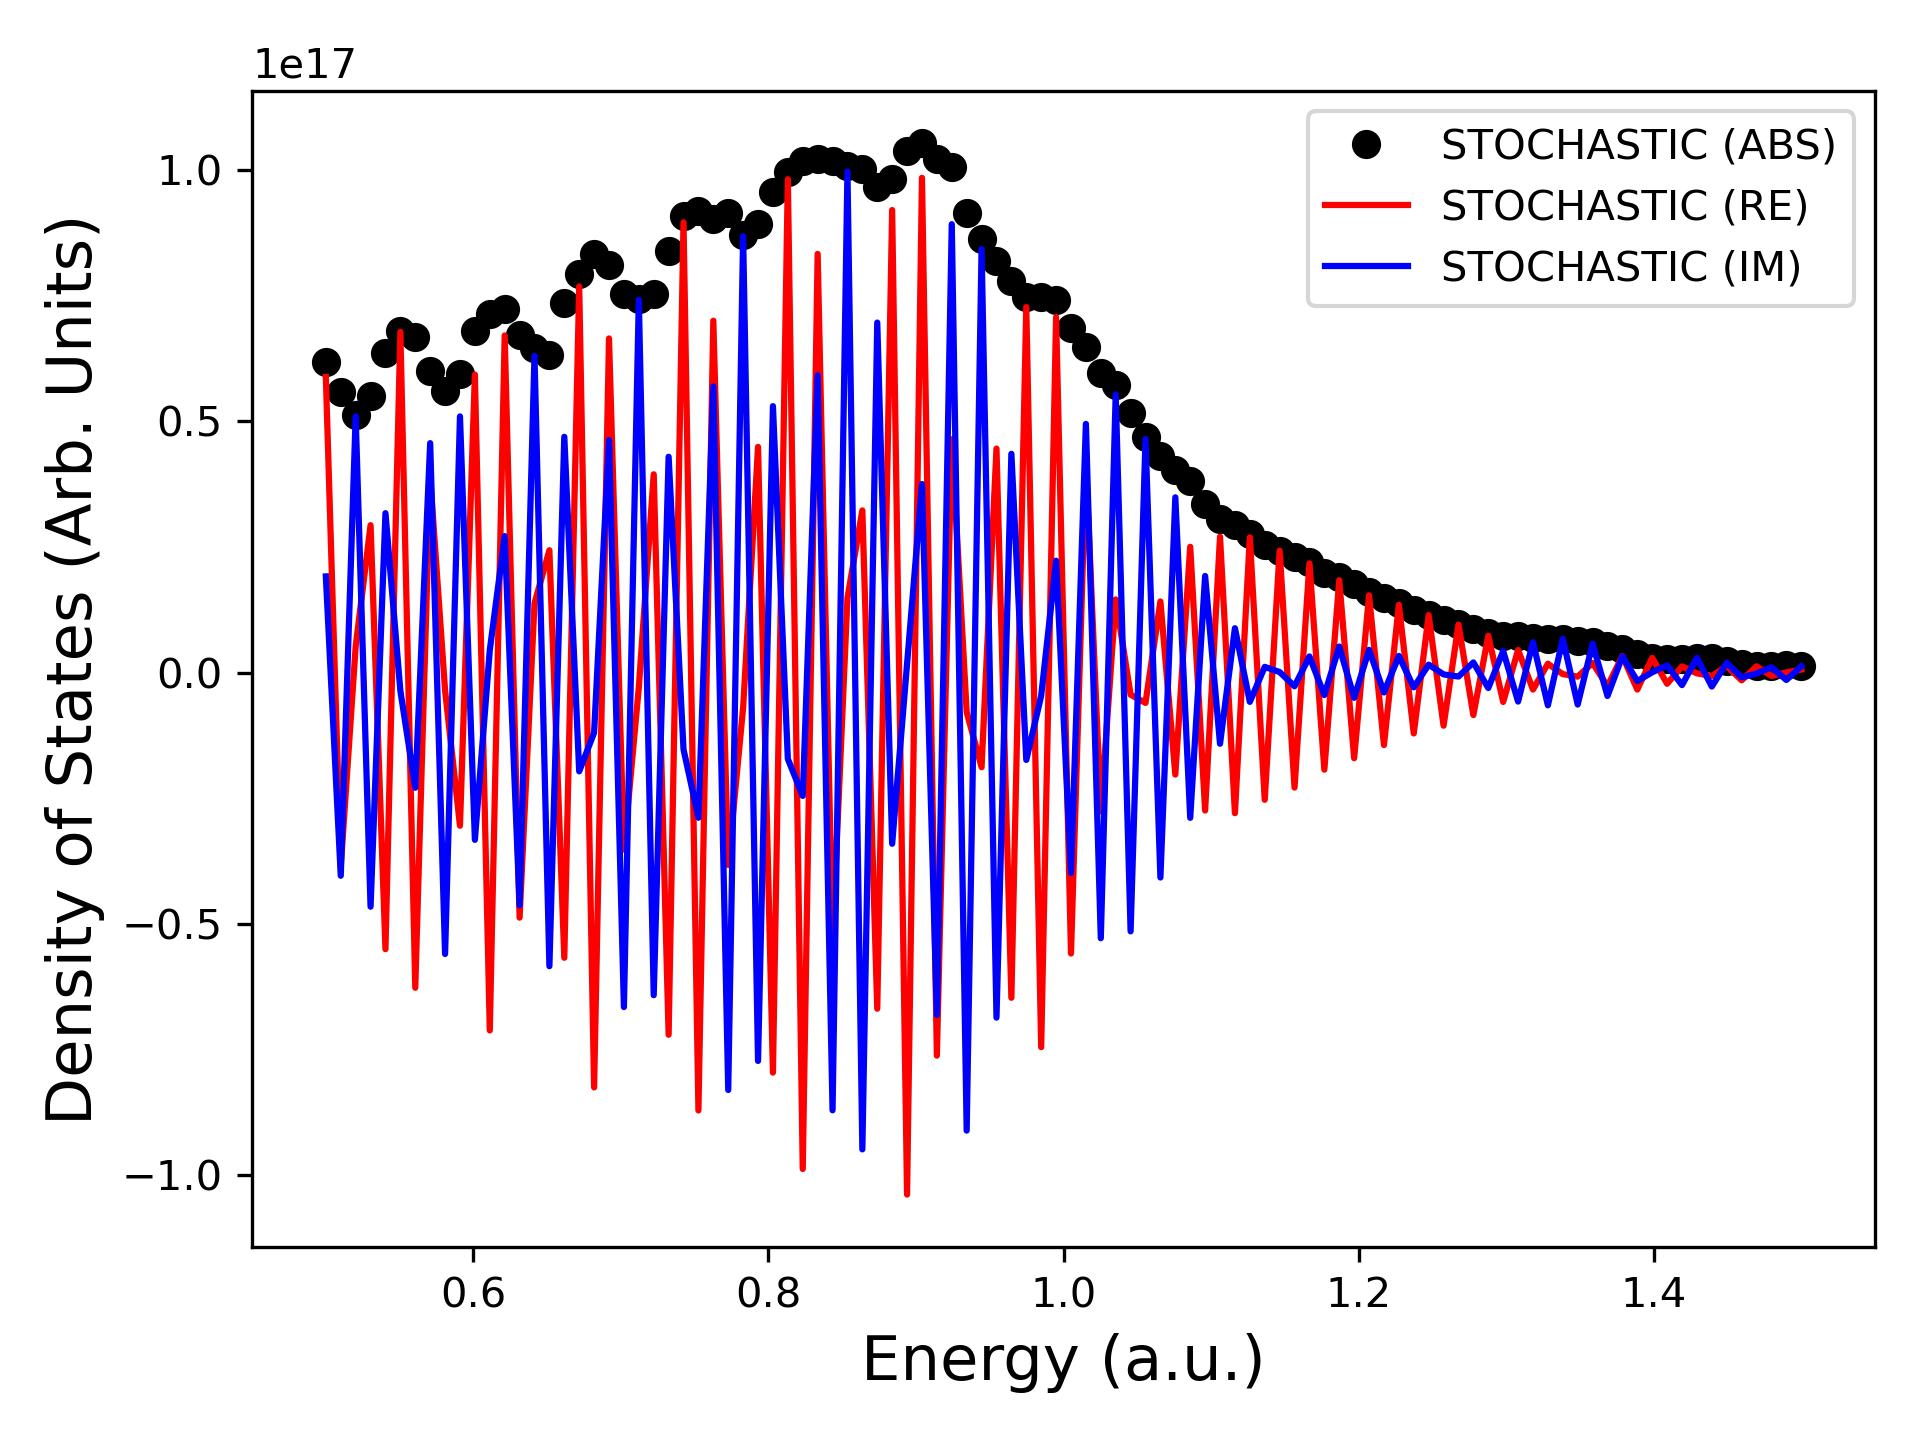 1e17
STOCHASTIC (ABS)
STOCHASTIC (RE)
STOCHASTIC (IM)
Density of States (Arb. Units)
1.0
0.5
0.0
−0.5
−1.0
0.6 0.8 1.0 1.2 1.4
Energy (a.u.)